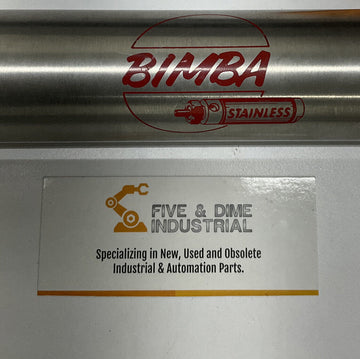 BIMBA
STAINLESS
FIVE & DIME
INDUSTRIAL
Specializing in New, Used and Obsolete
Industrial & Automation Parts.